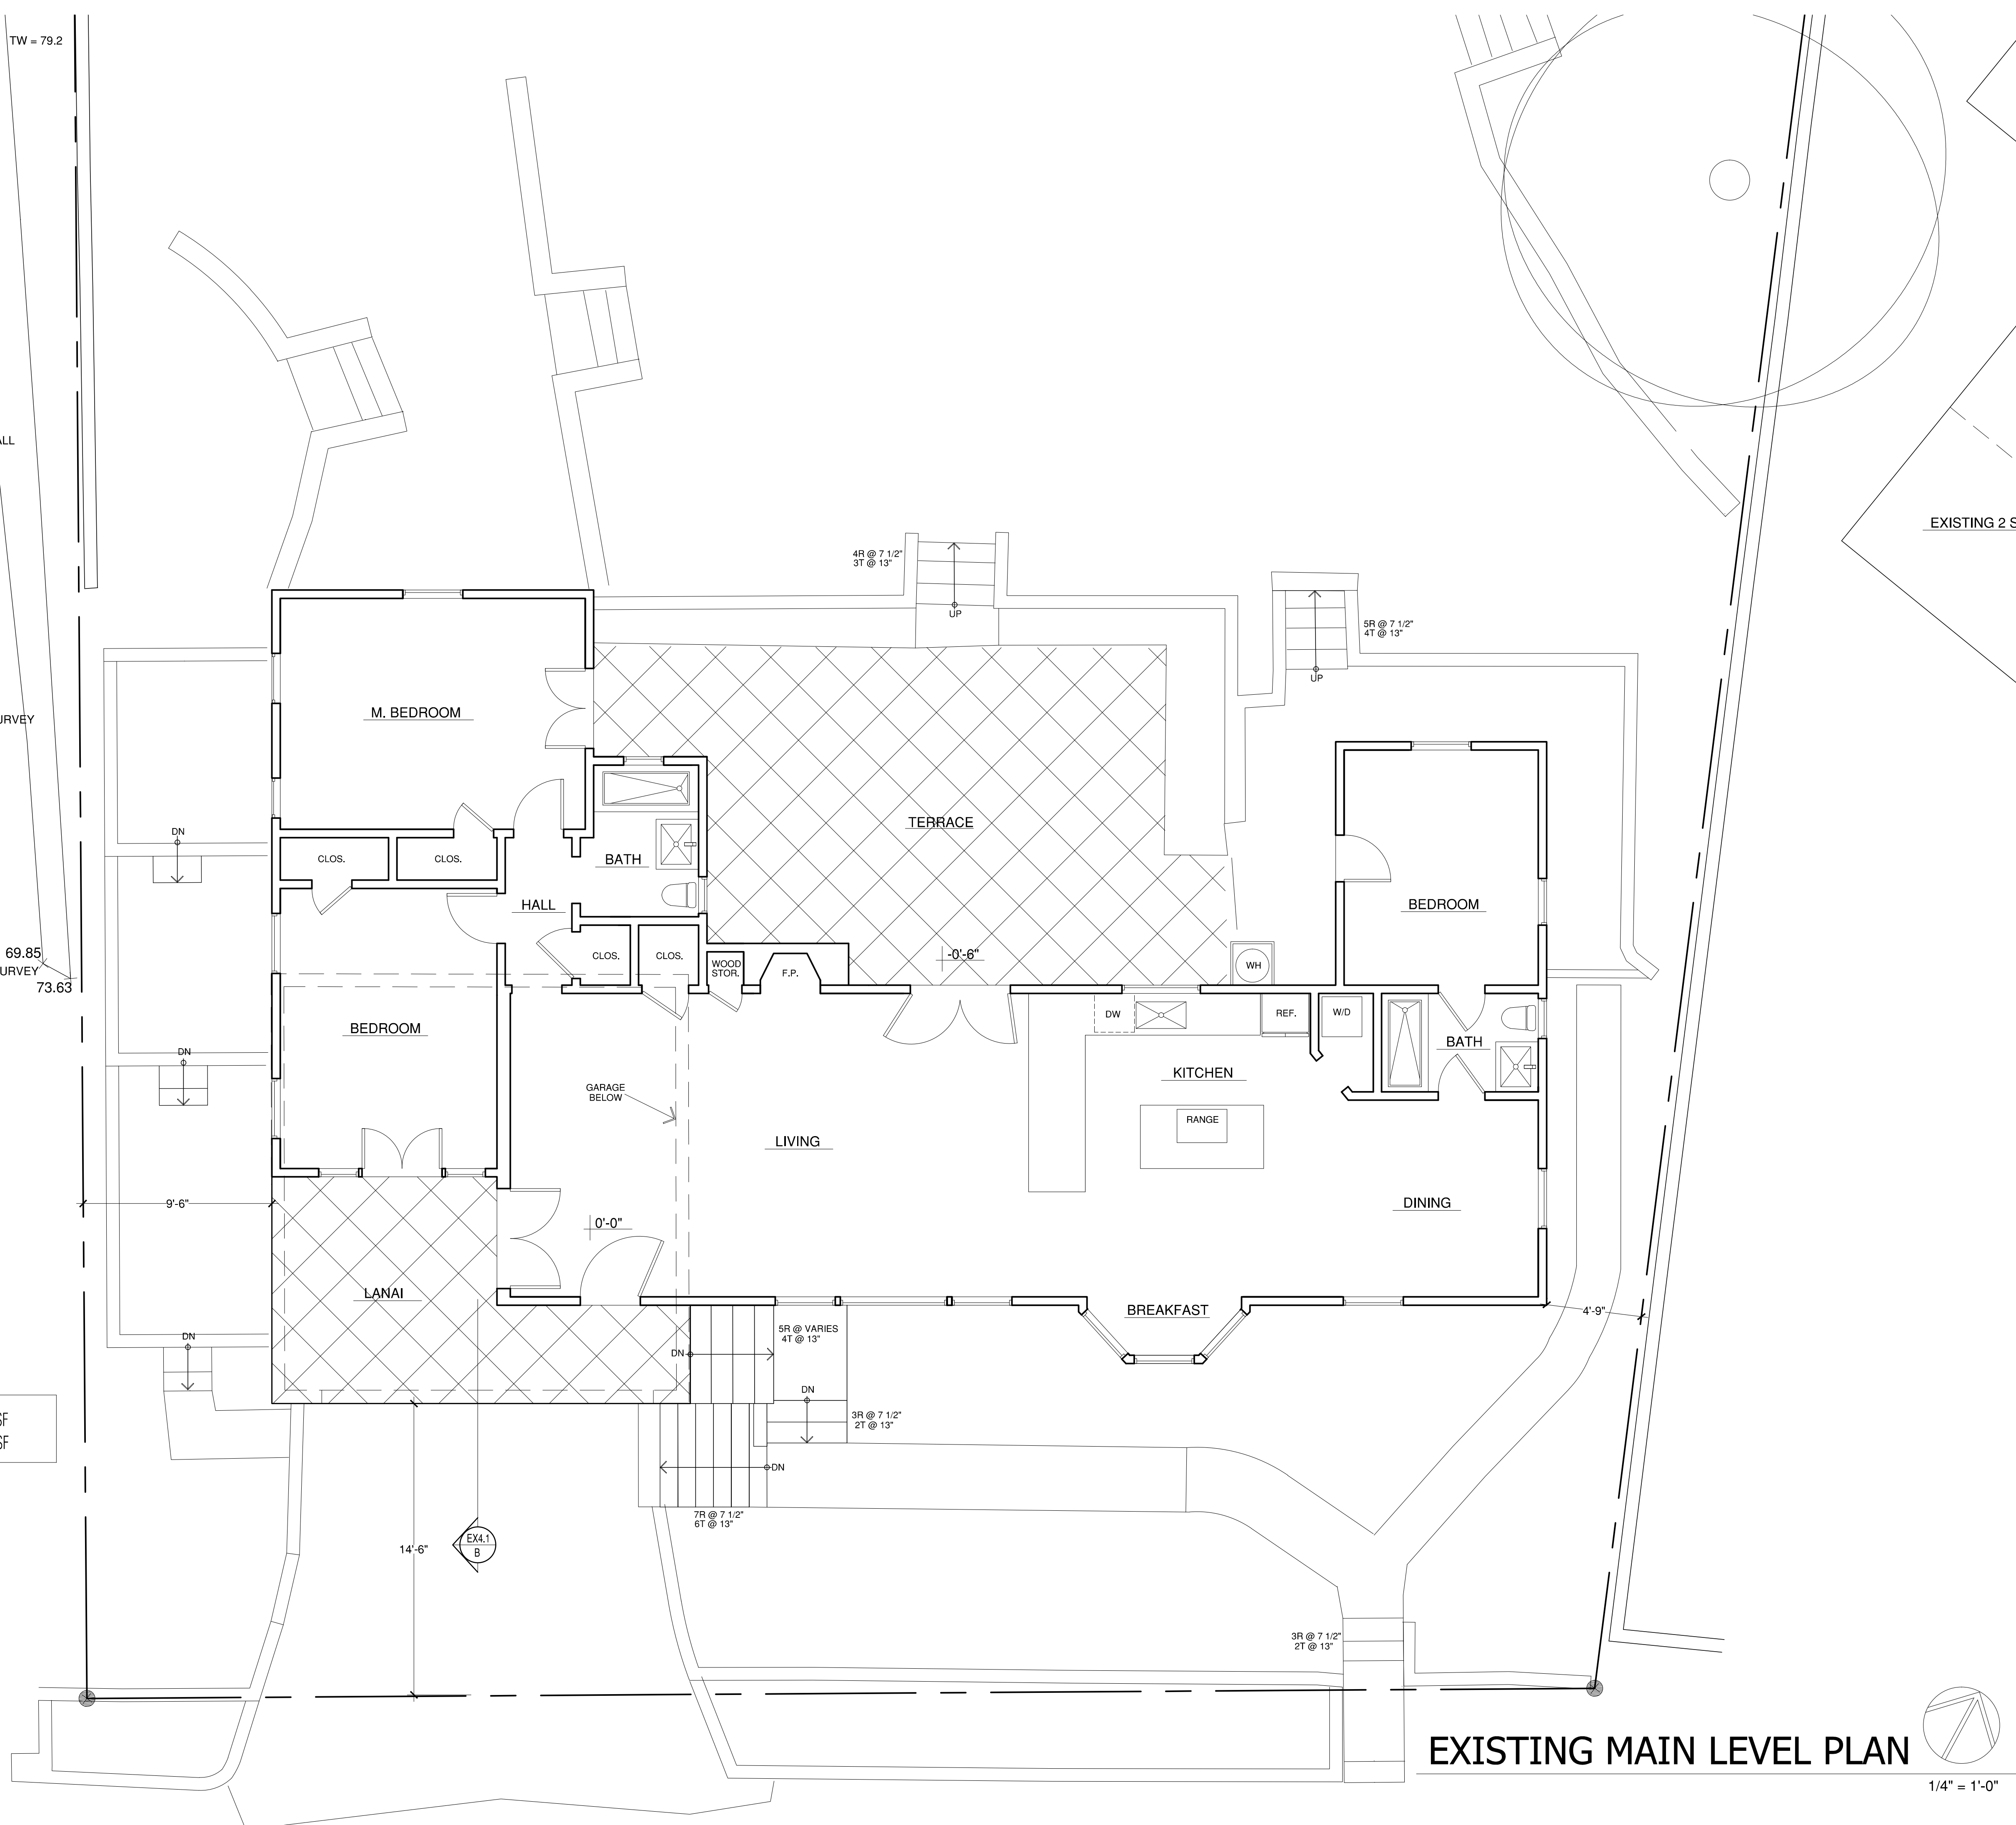 TW = 79.2
ALL
EXISTING 2 S
4R @ 7 1/2"
3T @ 13"
UP
5R @ 7 1/2"
4T @ 13"
UP
M. BEDROOM
URVEY
TERRACE
DN
CLOS.
CLOS.
BATH
HALL
BEDROOM
69.85
URVEY
73.63
CLOS.
CLOS.
WOOD
STOR.
F.P.
-0'-6"
WH
BEDROOM
DW
REF.
W/D
BATH
DN
KITCHEN
GARAGE
BELOW
RANGE
LIVING
9'-6"
DINING
0'-0"
LANAI
BREAKFAST
4'-9"
DN
5R @ VARIES
4T @ 13"
DN
DN
3R @ 7 1/2"
2T @ 13"
SF
SF
DN
7R @ 7 1/2"
6T @ 13"
14'-6"
EX4.1
B
3R @ 7 1/2"
2T @ 13"
EXISTING MAIN LEVEL PLAN
1/4" = 1'-0"